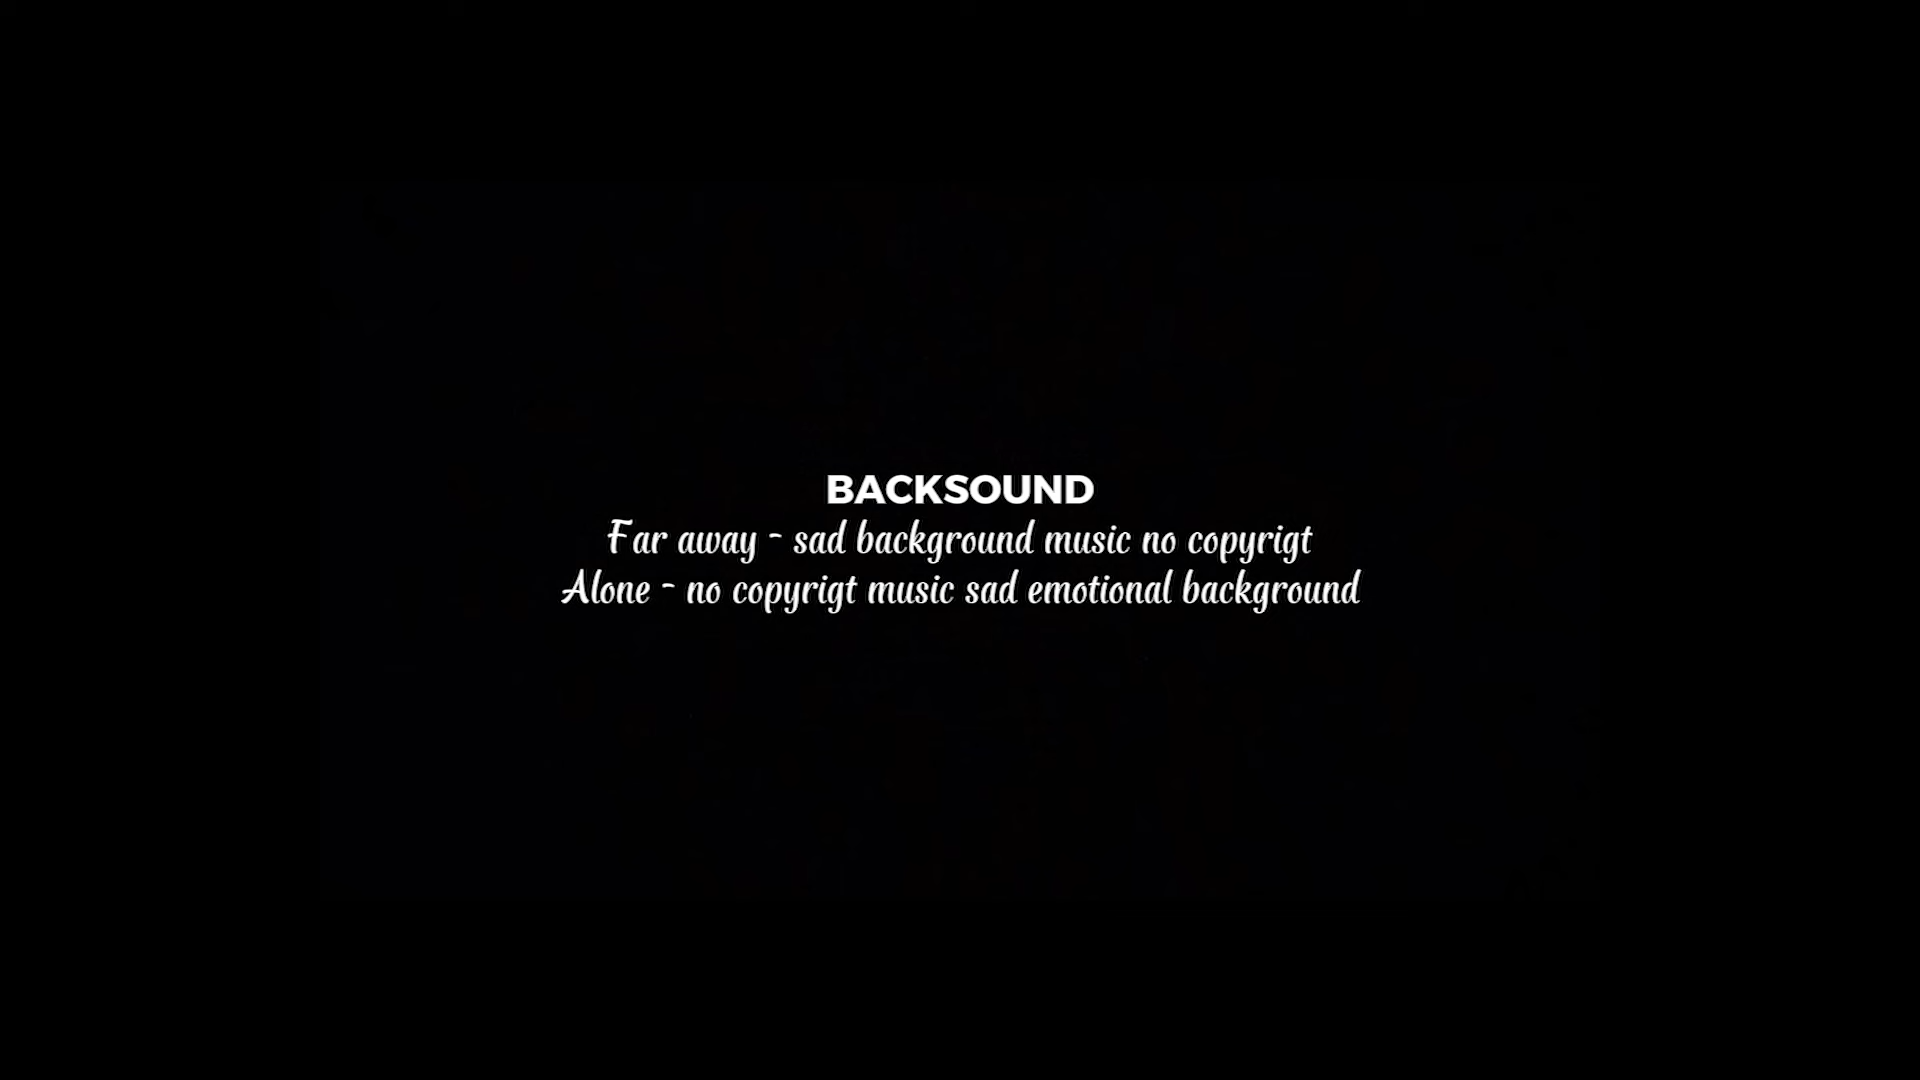 BACKSOUND
Far away - sad background music no copyrigt
Alone - no copyrigt music sad emotional background